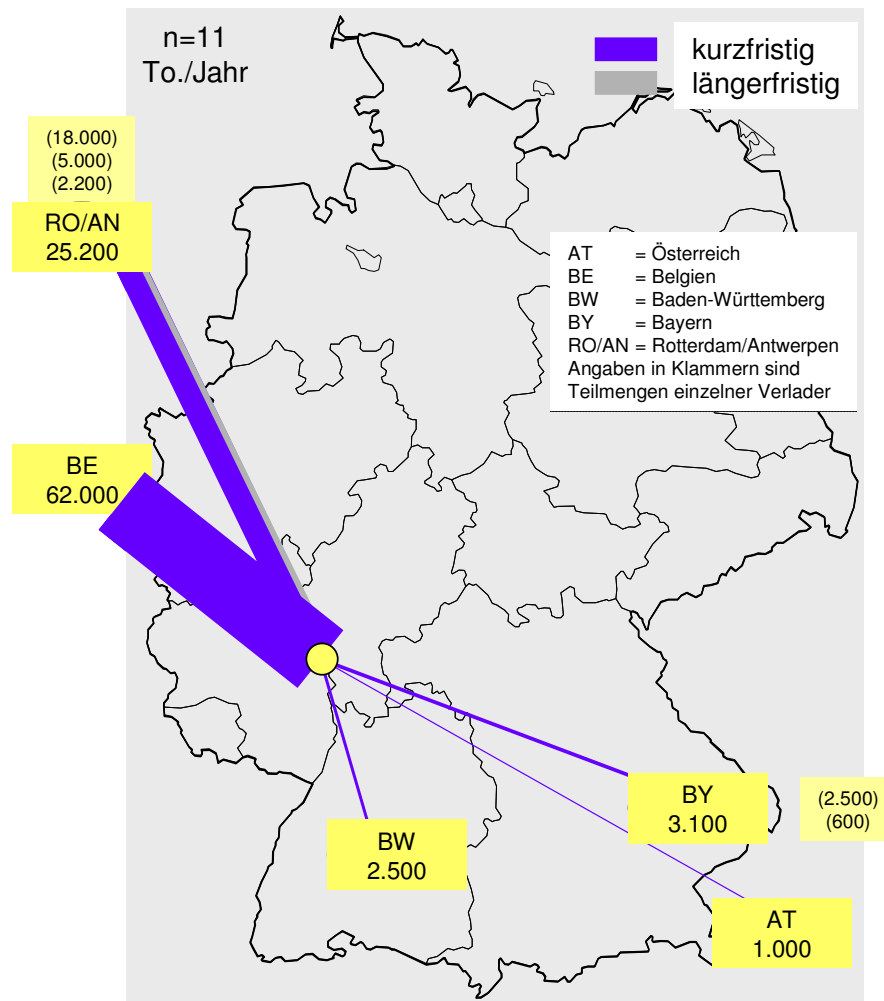 n=11
To./Jahr
kurzfristig
längerfristig
(18.000)
(5.000)
(2.200)
RO/AN
25.200
AT = Österreich
BE = Belgien
BW = Baden-Württemberg
BY = Bayern
RO/AN = Rotterdam/Antwerpen
Angaben in Klammern sind
Teilmengen einzelner Verlader
BE
62.000
BY
3.100
(2.500)
(600)
BW
2.500
AT
1.000